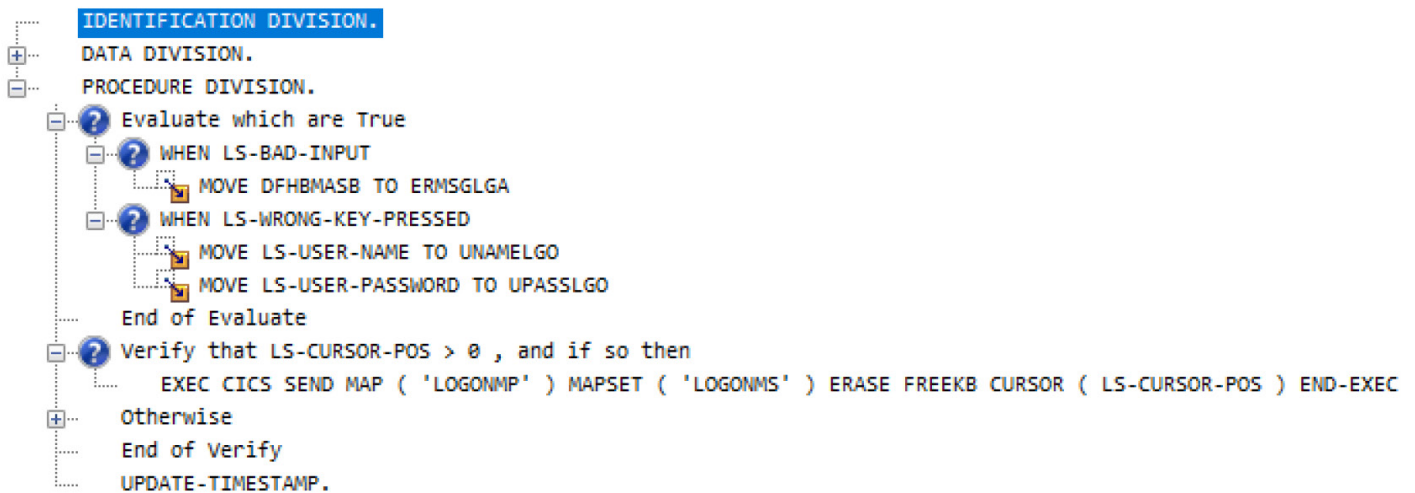 IDENTIFICATION DIVISION.
DATA DIVISION.
PROCEDURE DIVISION.
Evaluate which are True
WHEN LS-BAD-INPUT
MOVE DFHBMASB TO ERMSGLGA
WHEN LS-WRONG-KEY-PRESSED
MOVE LS-USER-NAME TO UNAMELGO
MOVE LS-USER-PASSWORD TO UPASSLGO
End of Evaluate
Verify that LS-CURSOR-POS > 0 , and if so then
EXEC CICS SEND MAP ( 'LOGONMP' ) MAPSET ( 'LOGONMS' ) ERASE FREEKB CURSOR ( LS-CURSOR-POS ) END-EXEC
Otherwise
End of Verify
UPDATE-TIMESTAMP.